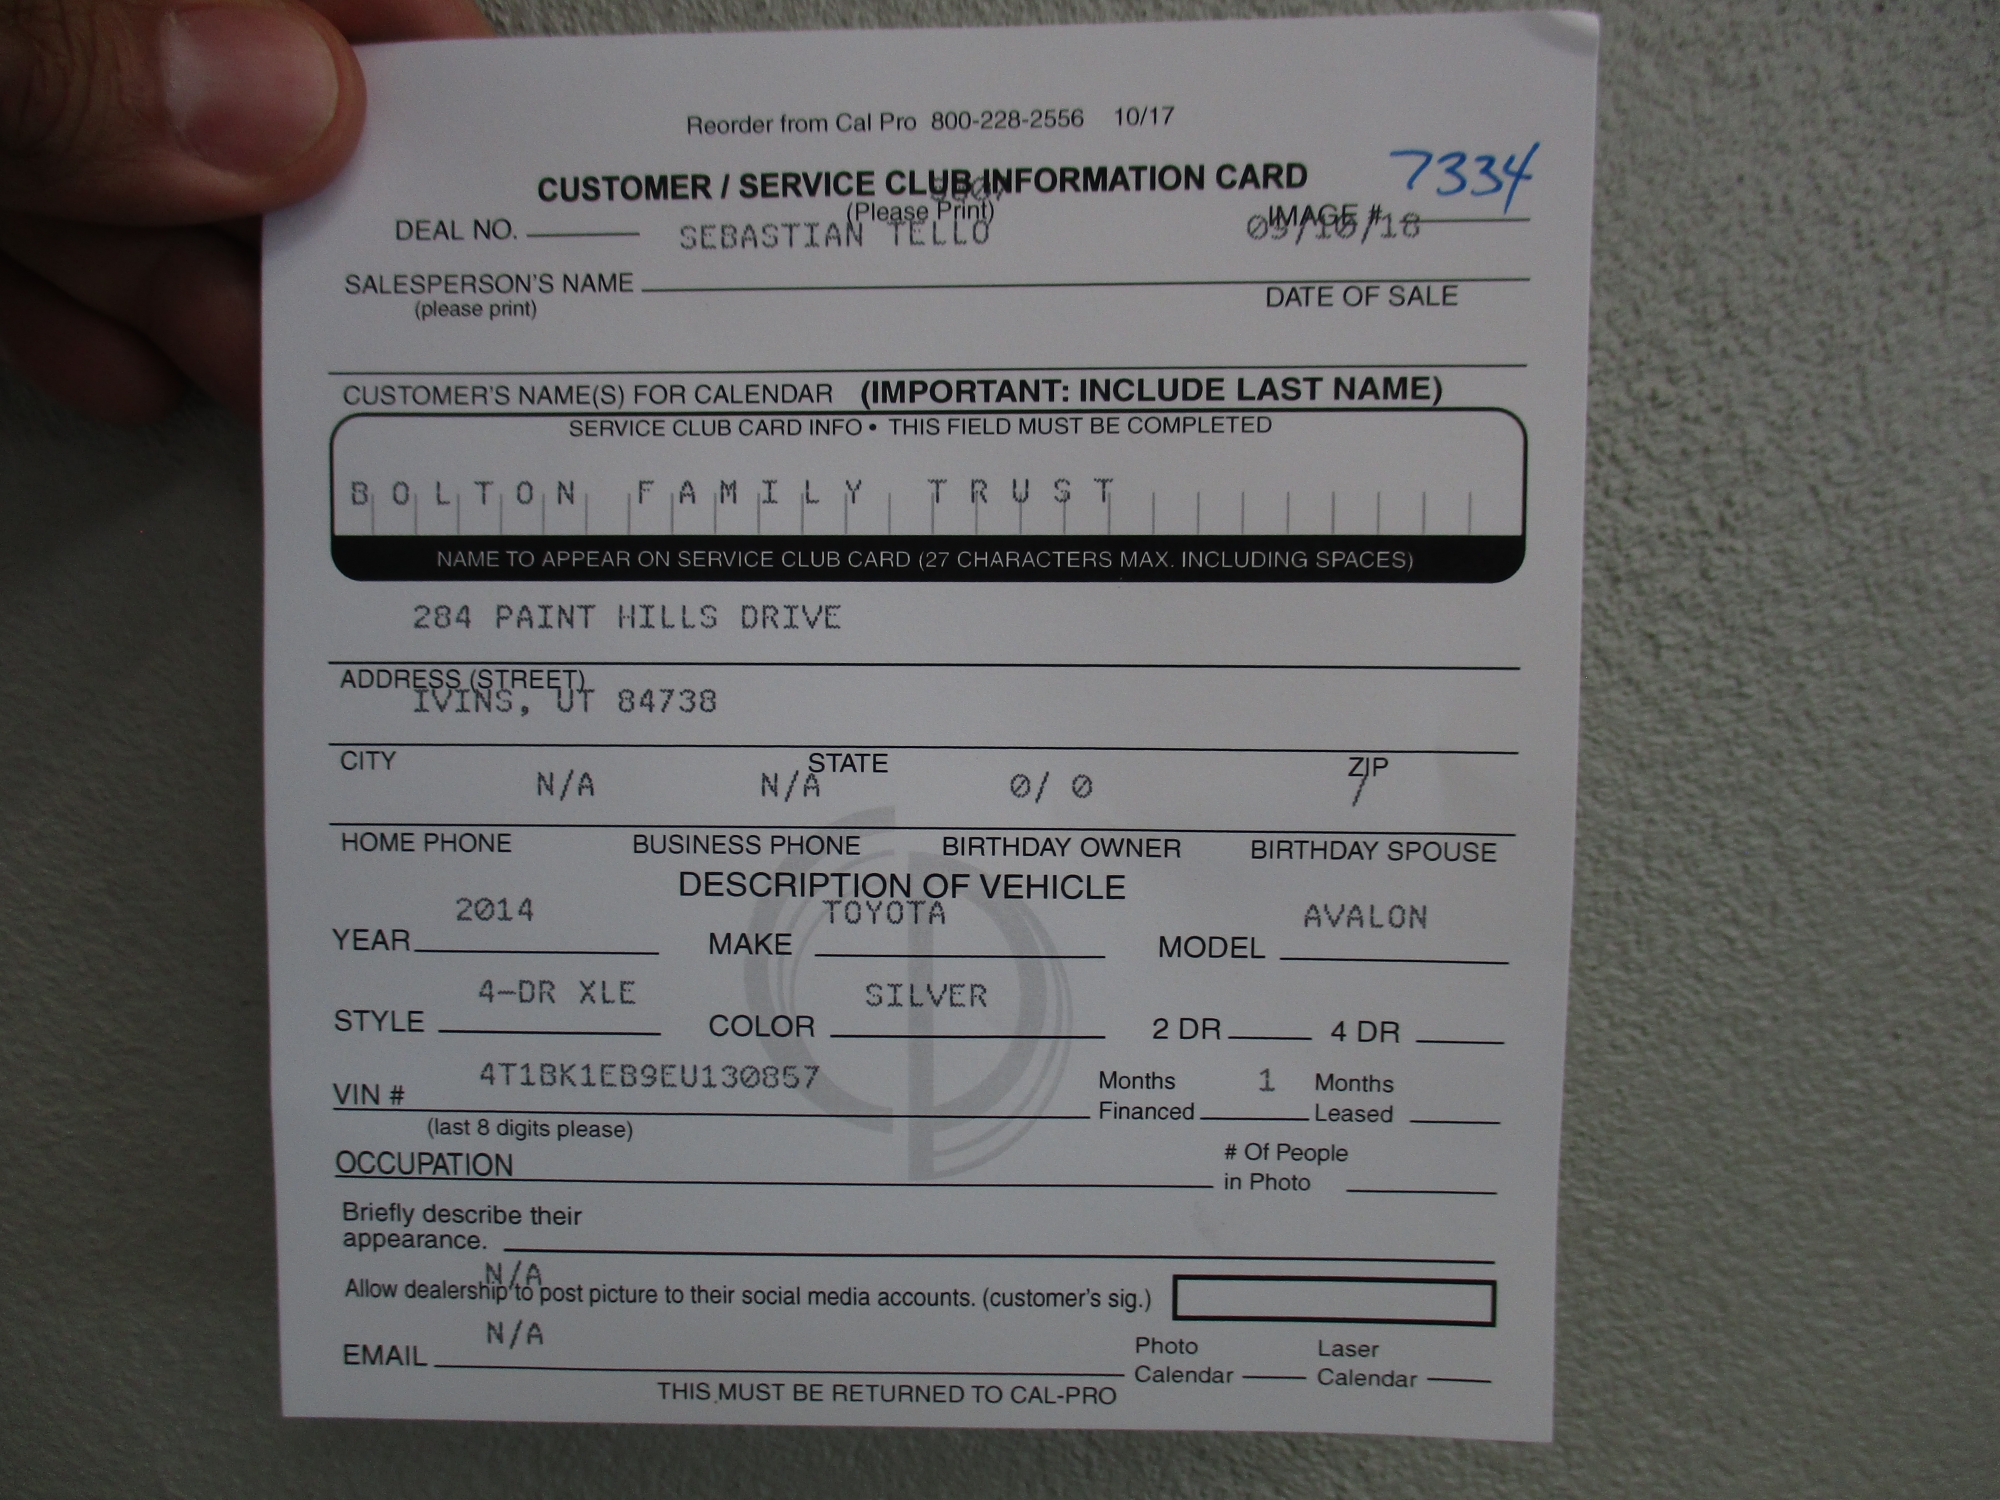 Reorder from Cal Pro 800-228-2556 10/17
CUSTOMER / SERVICE CLUB INFORMATION CARD 7334
(Please Print)
DEAL NO. SEBASTIAN TELLO IMAGE #
SALESPERSON'S NAME
(please print) DATE OF SALE
CUSTOMER'S NAME(S) FOR CALENDAR (IMPORTANT: INCLUDE LAST NAME)
SERVICE CLUB CARD INFO • THIS FIELD MUST BE COMPLETED
BOLTON FAMILY TRUST
NAME TO APPEAR ON SERVICE CLUB CARD (27 CHARACTERS MAX. INCLUDING SPACES)
284 PAINT HILLS DRIVE
ADDRESS (STREET)
IVINS, UT 84738
CITY STATE ZIP
N/A N/A 0/ 0 /
HOME PHONE BUSINESS PHONE BIRTHDAY OWNER BIRTHDAY SPOUSE
DESCRIPTION OF VEHICLE
2014 TOYOTA AVALON
YEAR MAKE MODEL
4-DR XLE SILVER
STYLE COLOR 2 DR 4 DR
4T1BK1EB9EU130857 Months 1 Months
VIN # Financed Leased
(last 8 digits please)
OCCUPATION # Of People
in Photo
Briefly describe their
appearance.
N/A
Allow dealership to post picture to their social media accounts. (customer's sig.)
N/A Photo Laser
EMAIL Calendar Calendar
THIS MUST BE RETURNED TO CAL-PRO